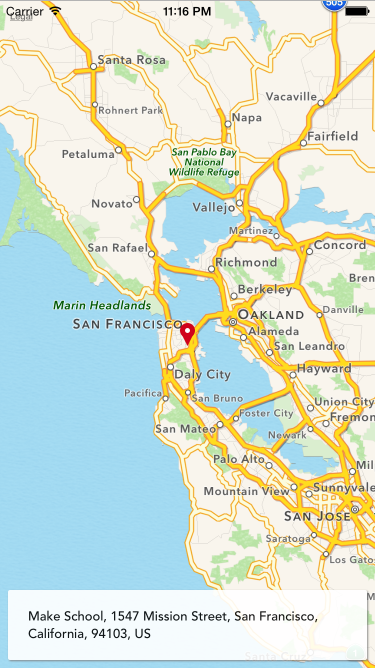 Carrier 11:16 PM
Legal
505
Santa Rosa
Vacaville
Rohnert Park
Napa
Fairfield
Petaluma
San Pablo Bay
National
Wildlife Refuge
Novato
Vallejo
Martinez
San Rafael
Concord
Richmond
Bren
Berkeley
Marin Headlands
Danville
OAKLAND
SAN FRANCISCO
Alameda
San Leandro
Hayward
Daly City
Pacifica
San Bruno
Union City
Foster City
Fremon
San Mateo
Newark
Palo Alto
Mil
Mountain View
Sunnyvale
SAN JOSE
Saratoga
Los Gato
Make School, 1547 Mission Street, San Francisco,
California, 94103, US
Santa Cruz